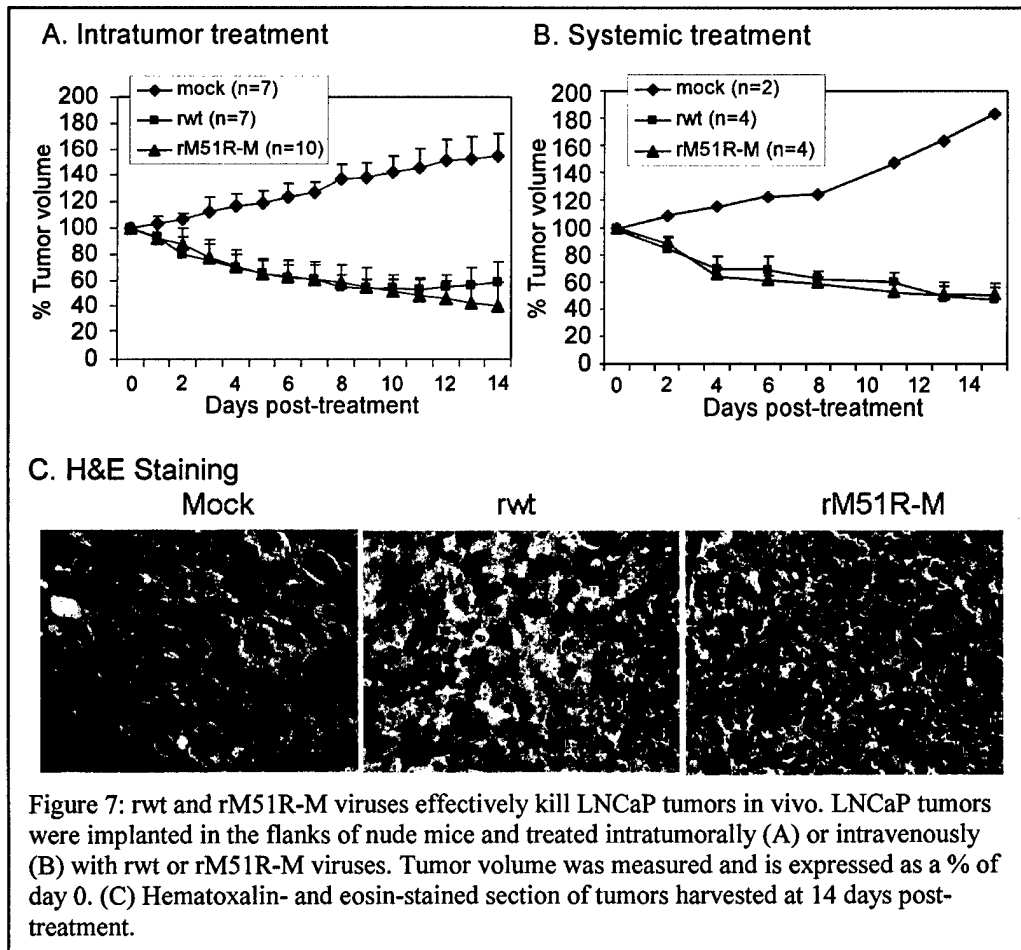 A. Intratumor treatment
B. Systemic treatment
mock (n=7)
rwt (n=7)
rM51R-M (n=10)
200
180
160
140
120
100
80
60
40
20
0
% Tumor volume
0 2 4 6 8 10 12 14
Days post-treatment
mock (n=2)
rwt (n=4)
rM51R-M (n=4)
200
180
160
140
120
100
80
60
40
20
0
% Tumor volume
0 2 4 6 8 10 12 14
Days post-treatment
C. H&E Staining
Mock rwt rM51R-M
Figure 7: rwt and rM51R-M viruses effectively kill LNCaP tumors in vivo. LNCaP tumors
were implanted in the flanks of nude mice and treated intratumorally (A) or intravenously
(B) with rwt or rM51R-M viruses. Tumor volume was measured and is expressed as a % of
day 0. (C) Hematoxalin- and eosin-stained section of tumors harvested at 14 days post-
treatment.